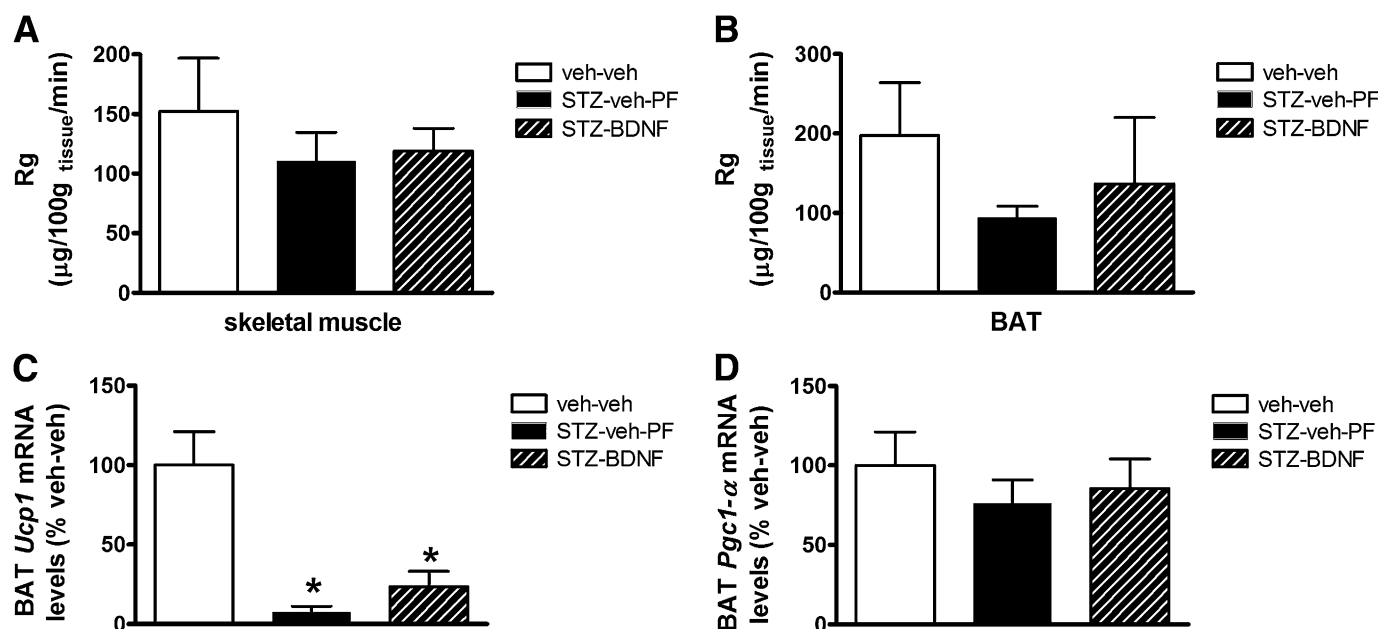 A
Rg
(μg/100g tissue/min)
200
150
100
50
0
skeletal muscle
veh-veh
STZ-veh-PF
STZ-BDNF
B
Rg
(μg/100g tissue/min)
300
200
100
0
BAT
veh-veh
STZ-veh-PF
STZ-BDNF
C
BAT Ucp1 mRNA
levels (% veh-veh)
150
100
50
0
*
*
veh-veh
STZ-veh-PF
STZ-BDNF
D
BAT Pgc1-α mRNA
levels (% veh-veh)
150
100
50
0
veh-veh
STZ-veh-PF
STZ-BDNF